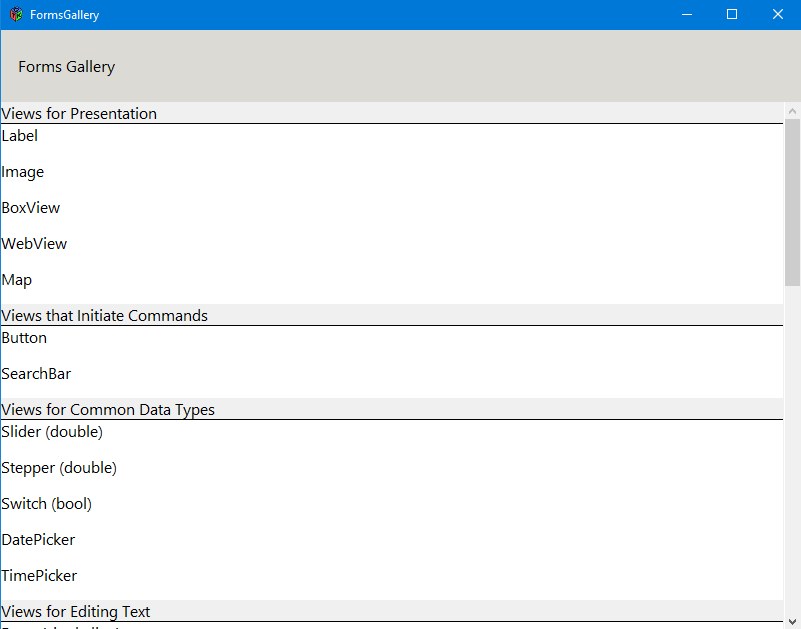 FormsGallery
Forms Gallery
Views for Presentation
Label
Image
BoxView
WebView
Map
Views that Initiate Commands
Button
SearchBar
Views for Common Data Types
Slider (double)
Stepper (double)
Switch (bool)
DatePicker
TimePicker
Views for Editing Text